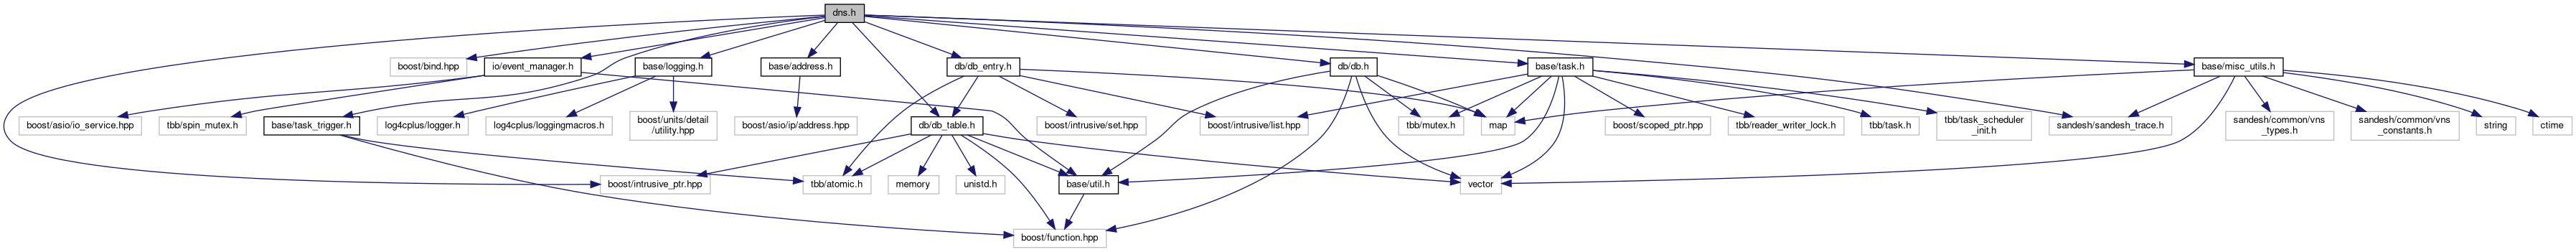 dns.h
boost/bind.hpp
io/event_manager.h
base/logging.h
base/address.h
db/db_entry.h
db/db.h
base/task.h
base/misc_utils.h
boost/asio/io_service.hpp
tbb/spin_mutex.h
base/task_trigger.h
log4cplus/logger.h
log4cplus/loggingmacros.h
boost/units/detail
/utility.hpp
boost/asio/ip/address.hpp
db/db_table.h
boost/intrusive/set.hpp
boost/intrusive/list.hpp
tbb/mutex.h
map
boost/scoped_ptr.hpp
tbb/reader_writer_lock.h
tbb/task.h
tbb/task_scheduler
_init.h
sandesh/sandesh_trace.h
sandesh/common/vns
_types.h
sandesh/common/vns
_constants.h
string
ctime
boost/intrusive_ptr.hpp
tbb/atomic.h
memory
unistd.h
base/util.h
vector
boost/function.hpp